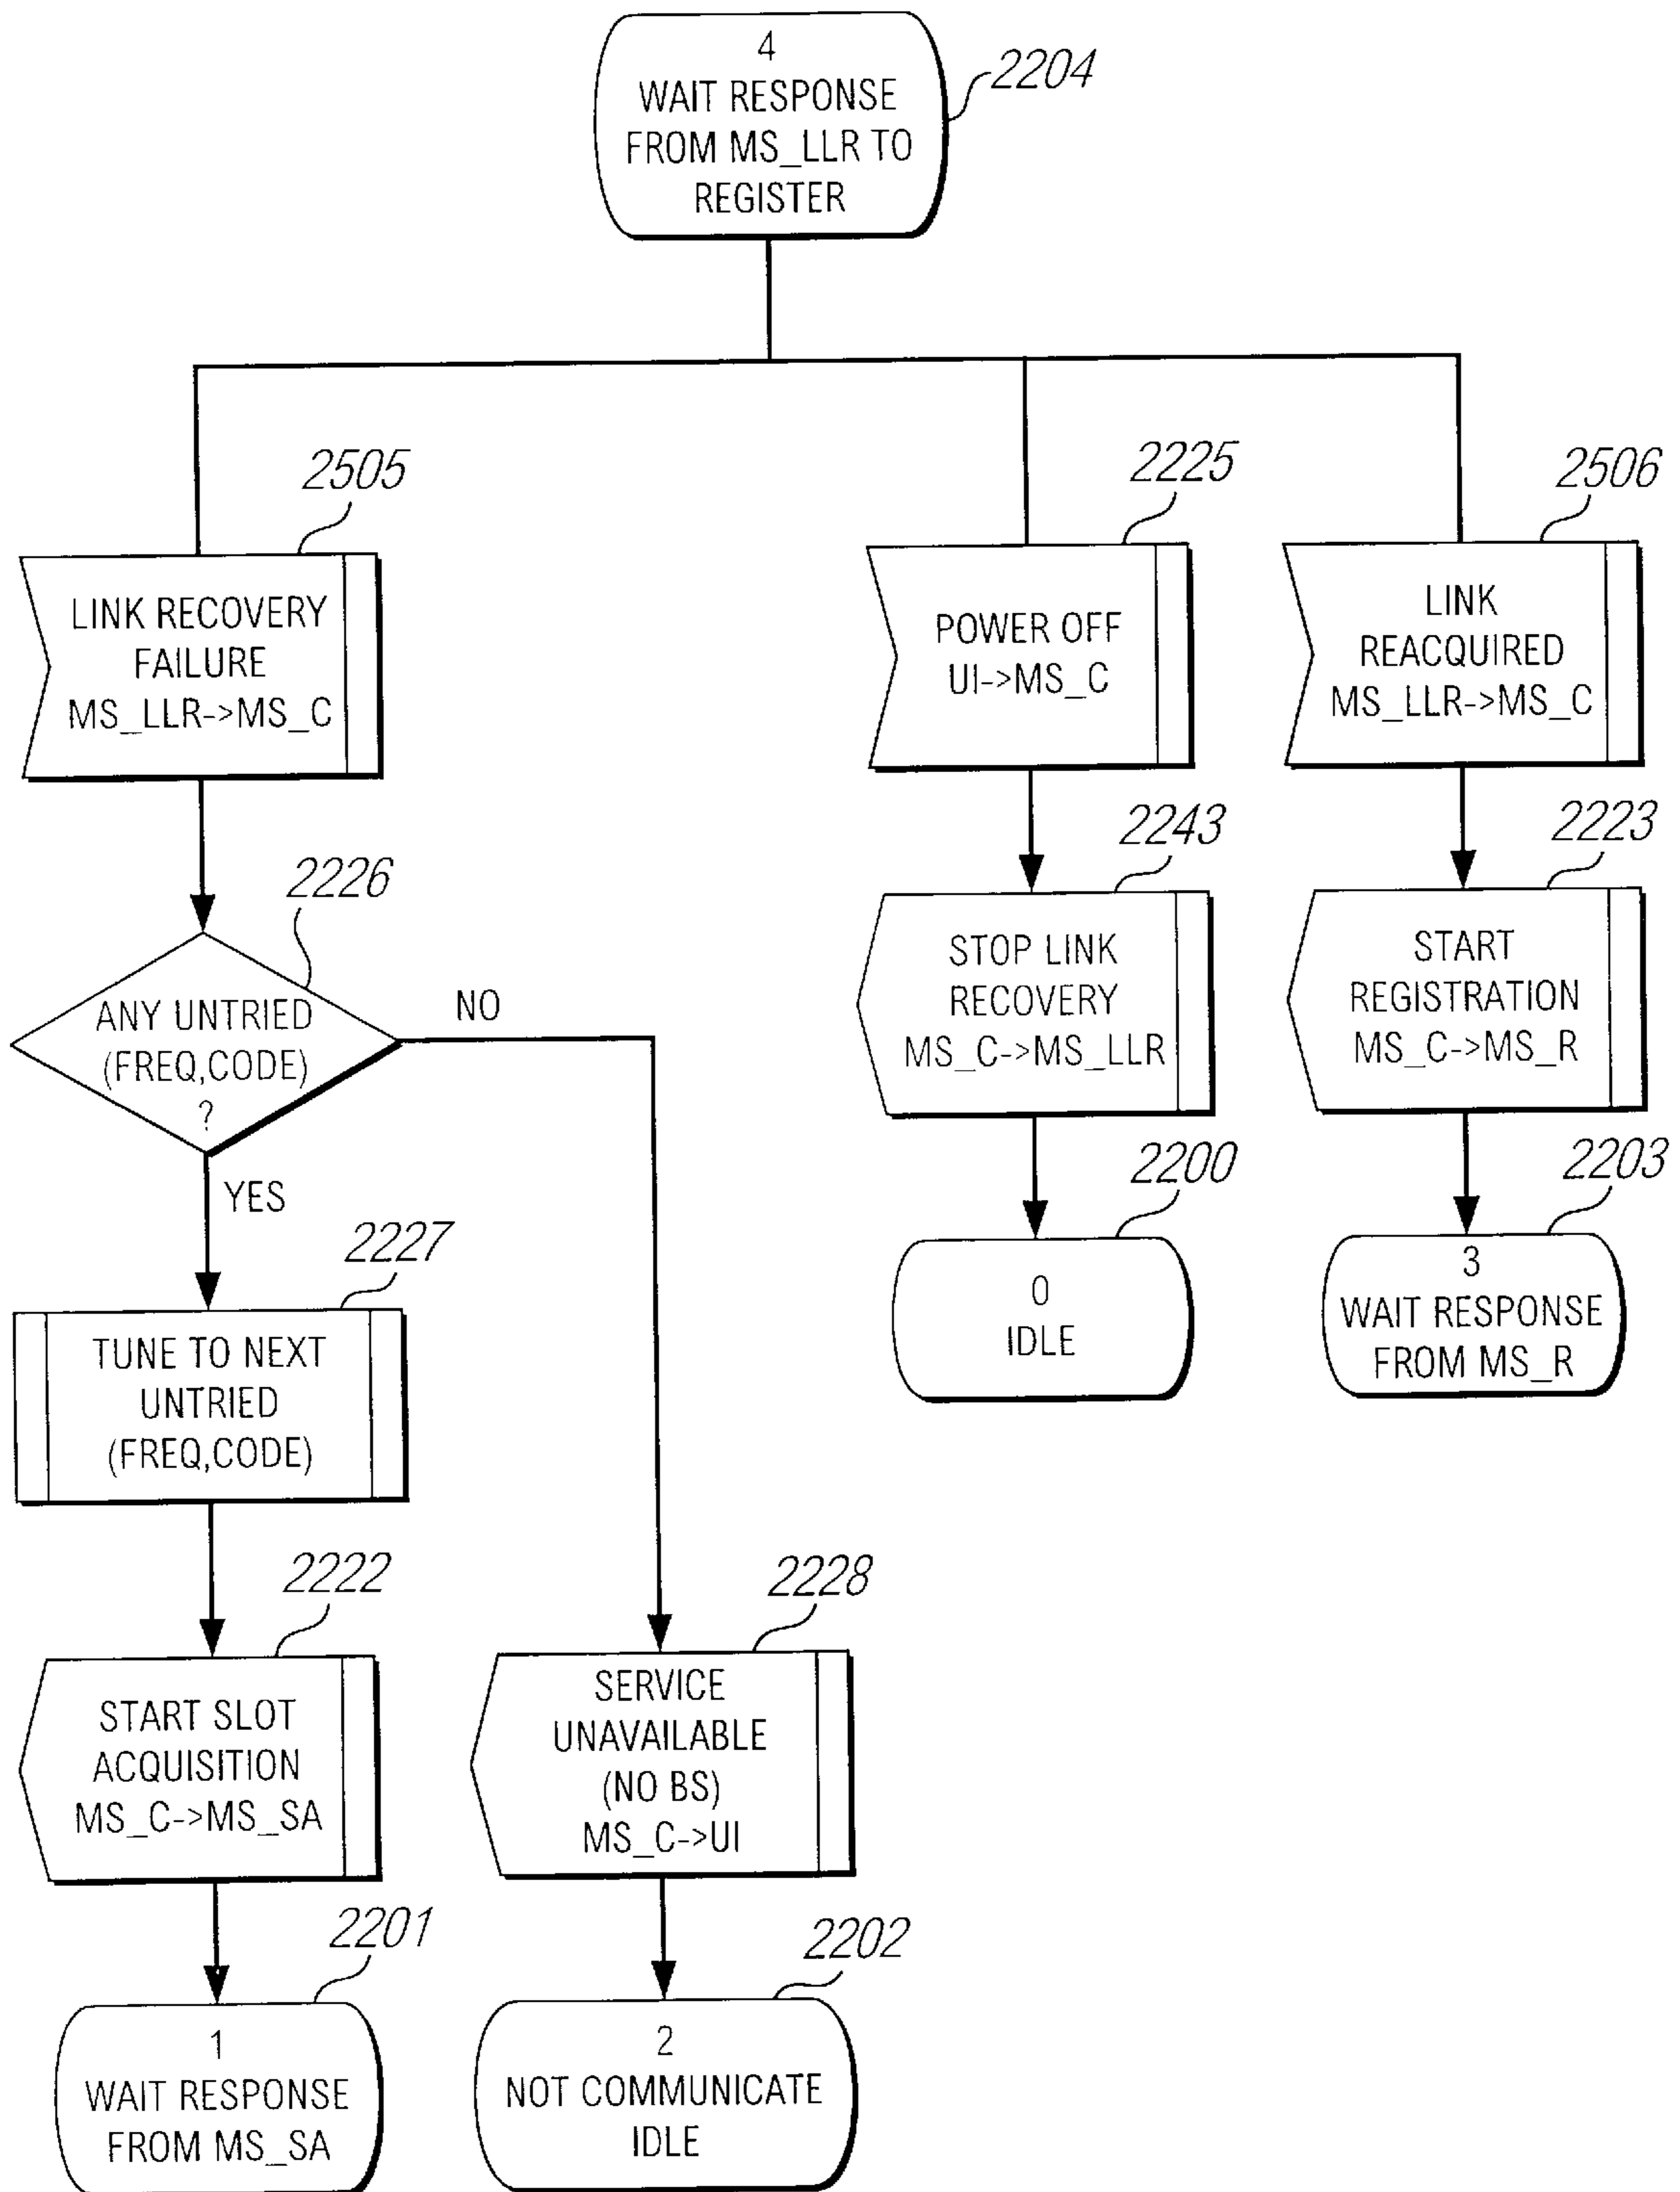 4
WAIT RESPONSE
FROM MS_LLR TO
REGISTER
2204
2505
LINK RECOVERY
FAILURE
MS_LLR->MS_C
2225
POWER OFF
UI->MS_C
2506
LINK
REACQUIRED
MS_LLR->MS_C
2226
ANY UNTRIED
(FREQ,CODE)
?
NO
YES
2243
STOP LINK
RECOVERY
MS_C->MS_LLR
2223
START
REGISTRATION
MS_C->MS_R
2227
TUNE TO NEXT
UNTRIED
(FREQ,CODE)
2200
0
IDLE
2203
3
WAIT RESPONSE
FROM MS_R
2222
START SLOT
ACQUISITION
MS_C->MS_SA
2228
SERVICE
UNAVAILABLE
(NO BS)
MS_C->UI
2201
1
WAIT RESPONSE
FROM MS_SA
2202
2
NOT COMMUNICATE
IDLE